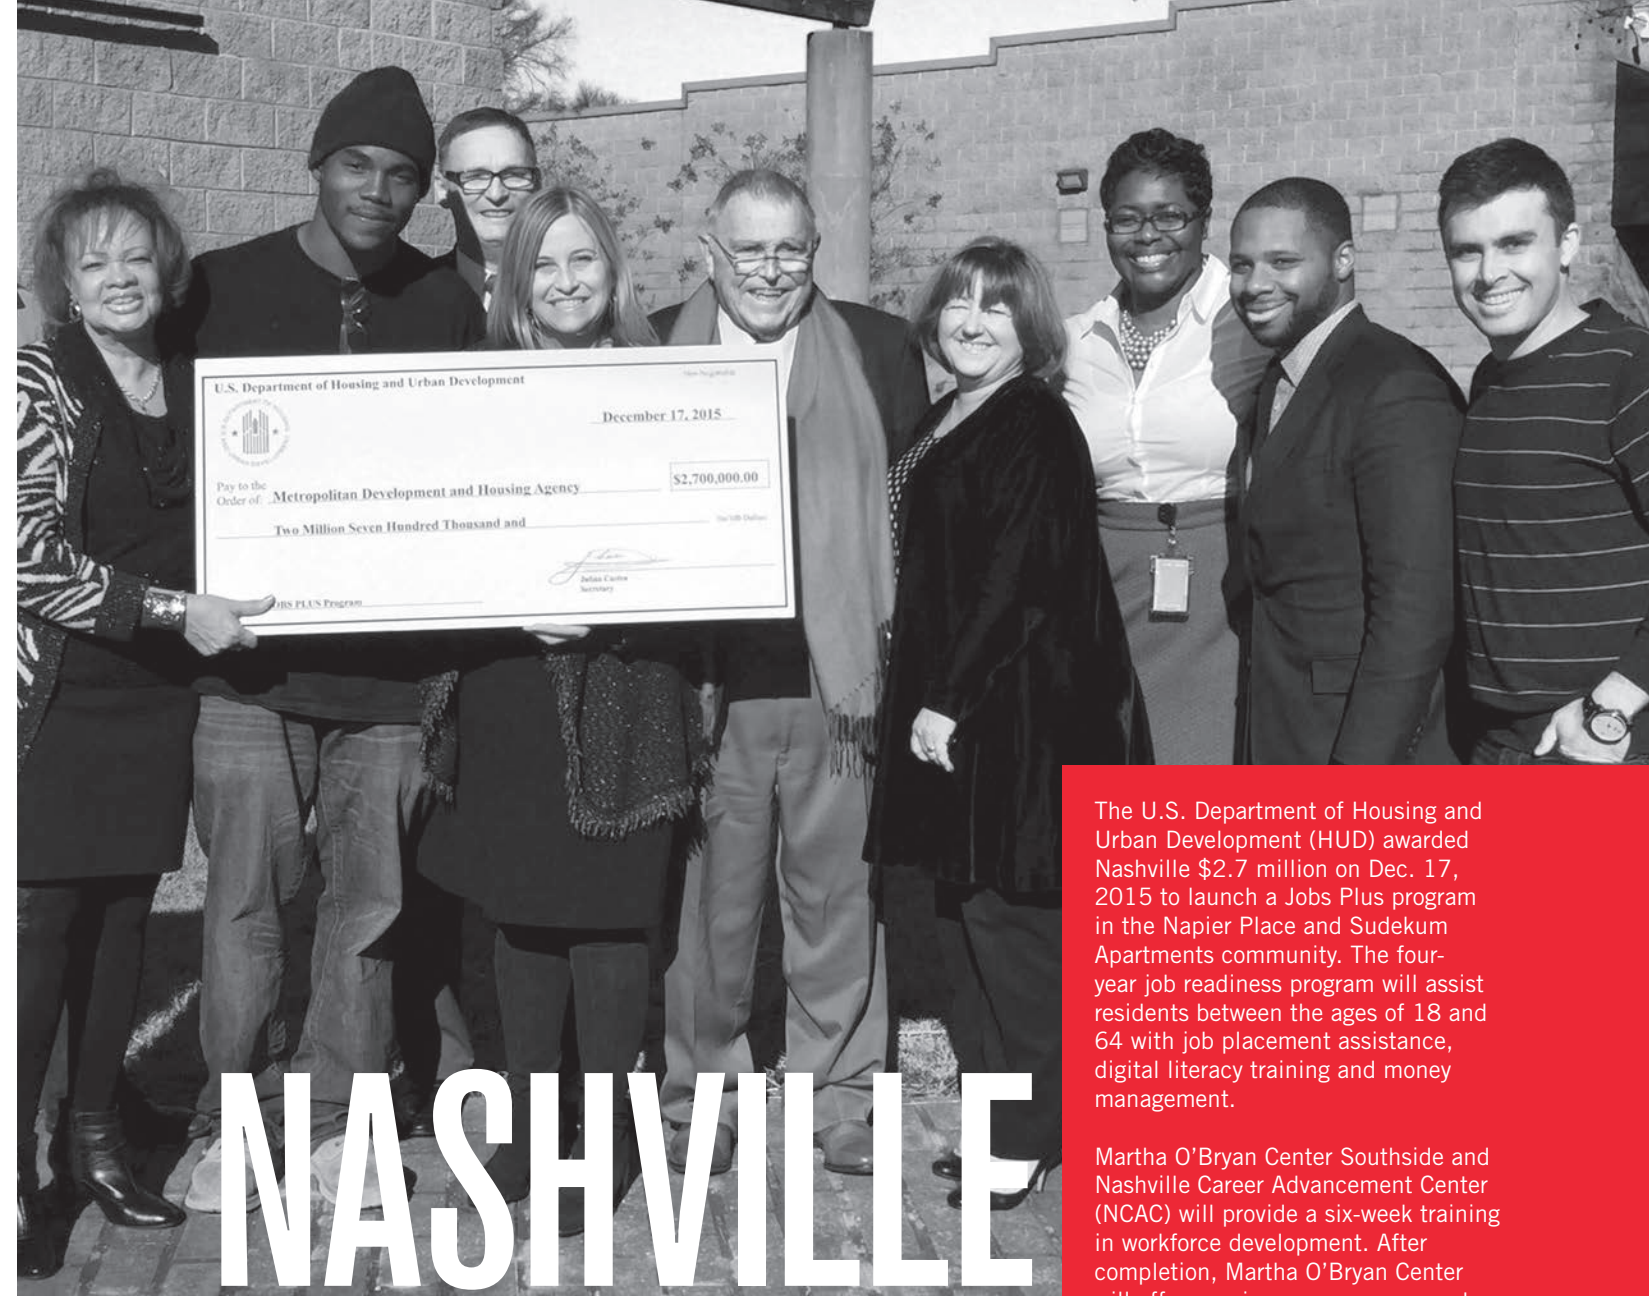 U.S. Department of Housing and Urban Development
December 17, 2015
Pay to the
Order of: Metropolitan Development and Housing Agency
$2,700,000.00
Two Million Seven Hundred Thousand and
Secretary
PLUS Program
NASHVILLE
The U.S. Department of Housing and
Urban Development (HUD) awarded
Nashville $2.7 million on Dec. 17,
2015 to launch a Jobs Plus program
in the Napier Place and Sudekum
Apartments community. The four-
year job readiness program will assist
residents between the ages of 18 and
64 with job placement assistance,
digital literacy training and money
management.
Martha O’Bryan Center Southside and
Nashville Career Advancement Center
(NCAC) will provide a six-week training
in workforce development. After
completion, Martha O’Bryan Center